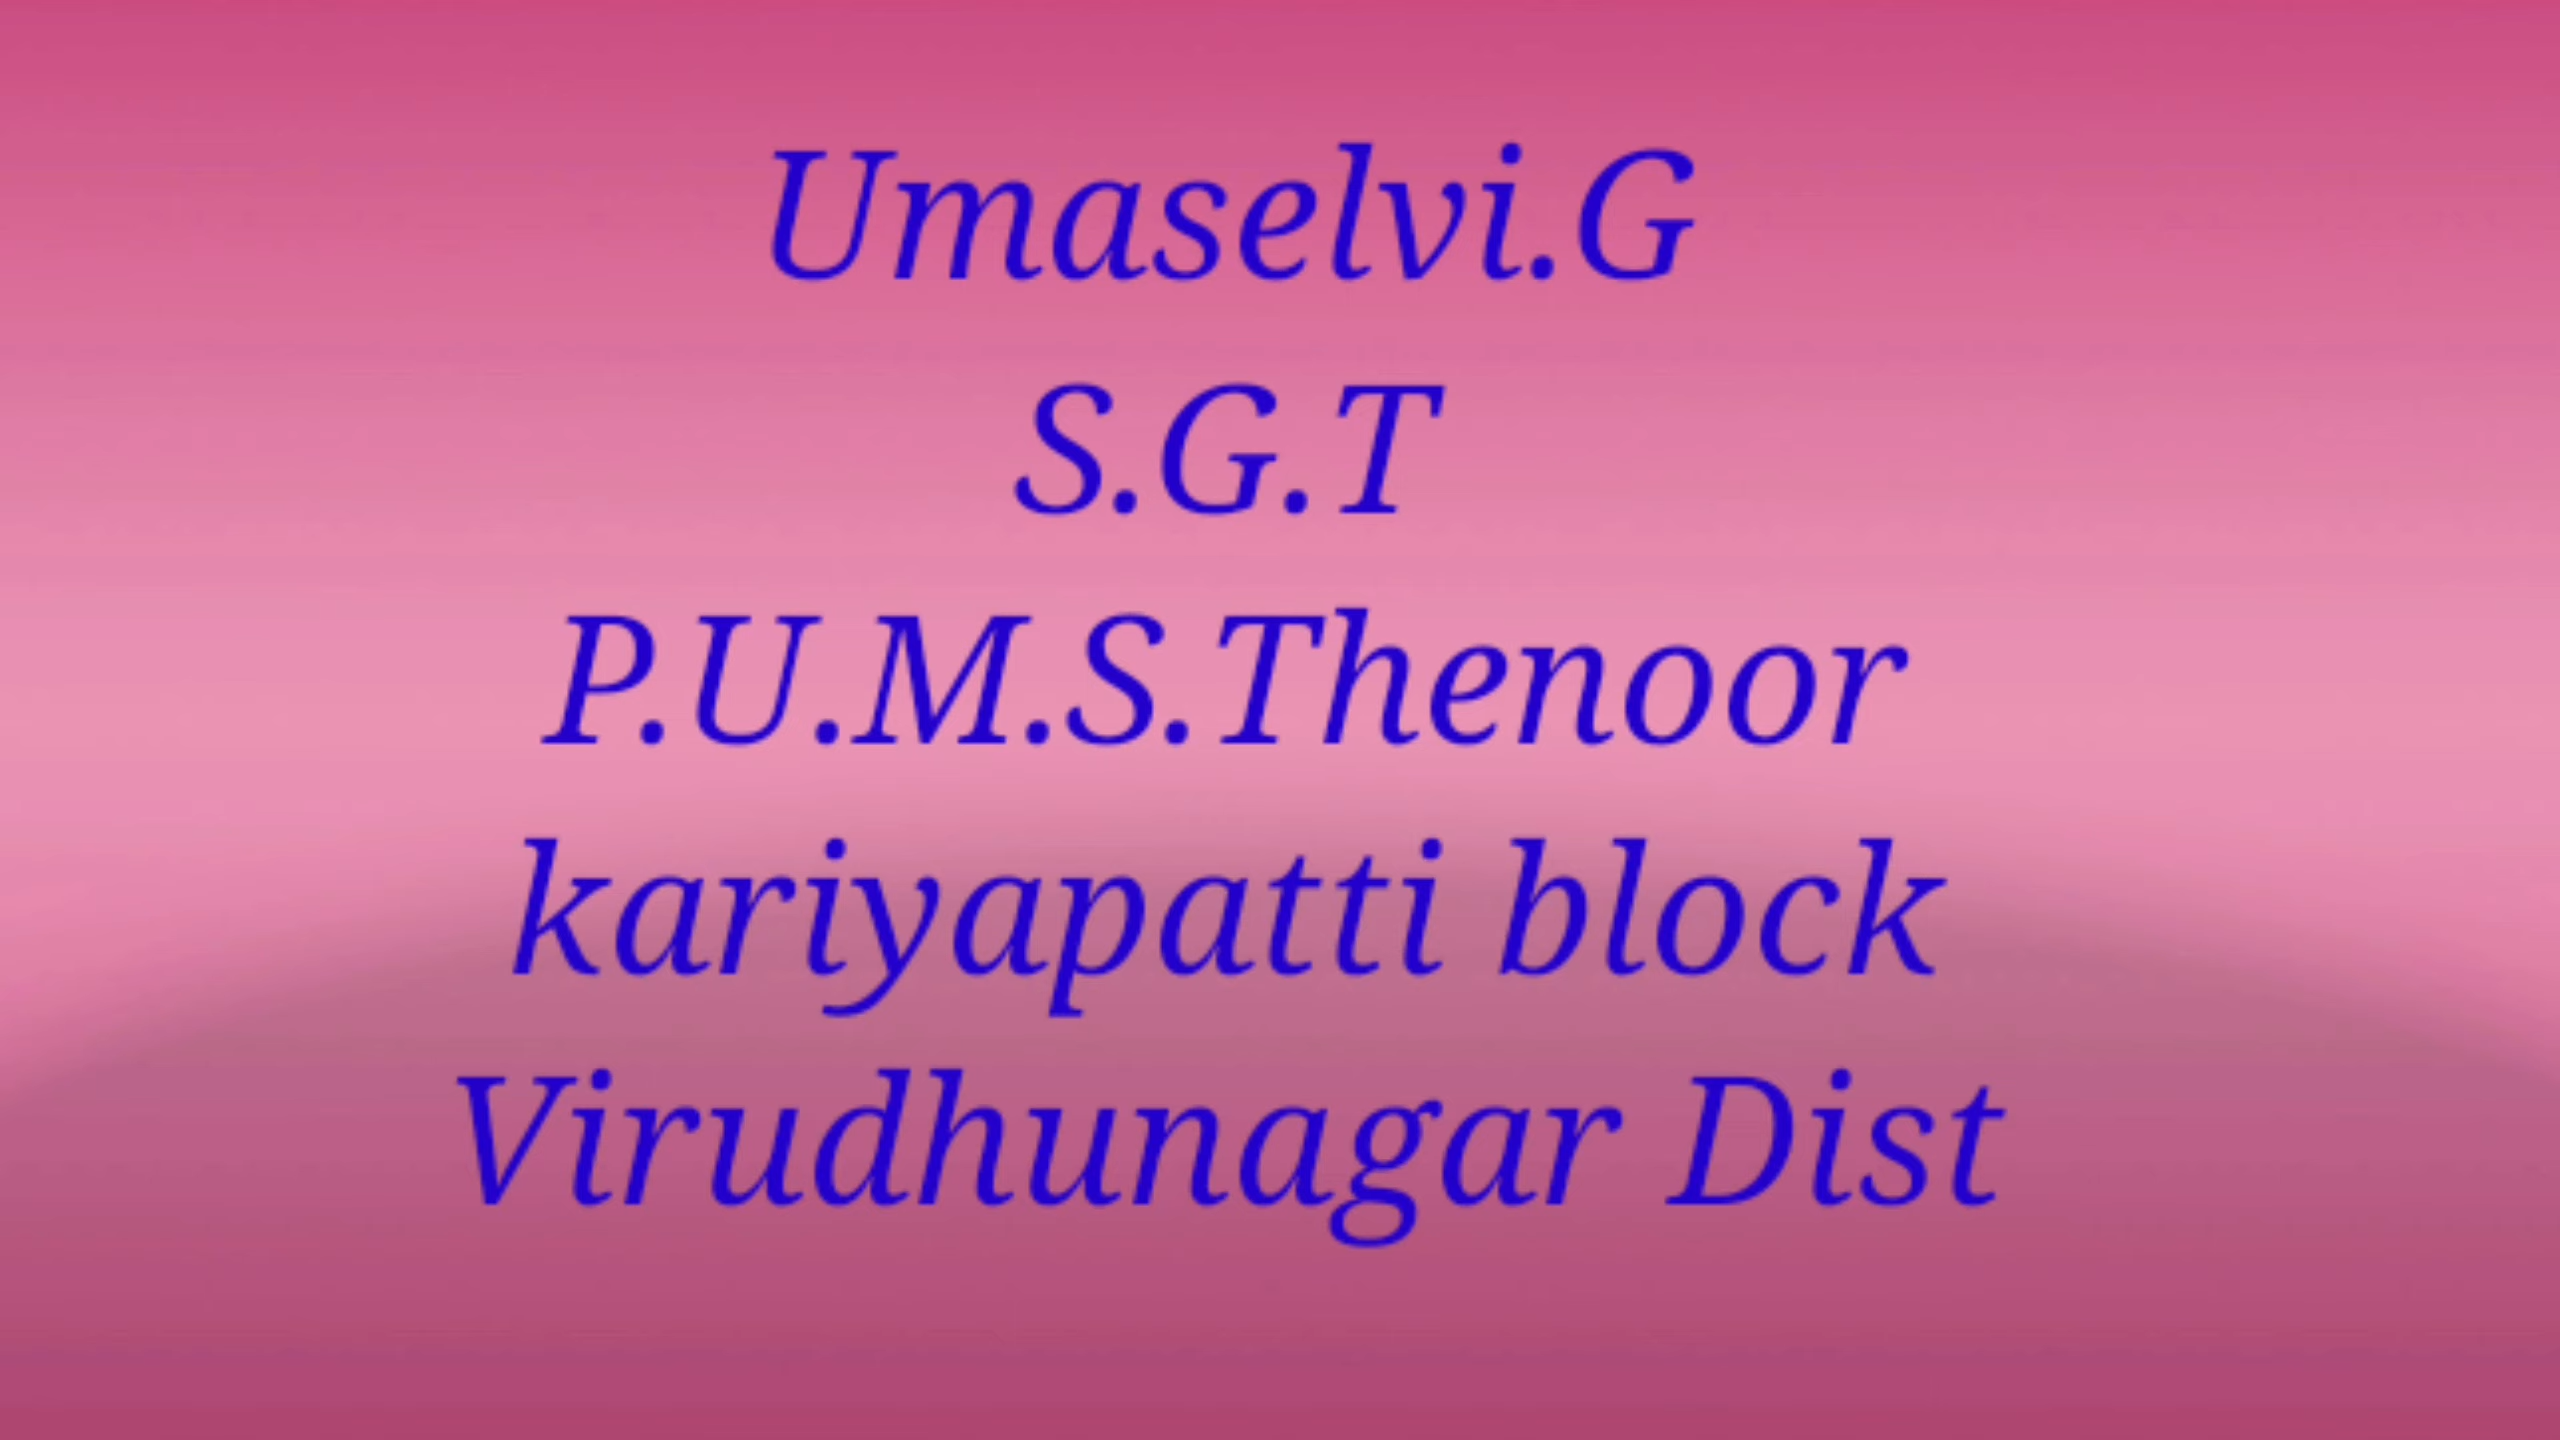 Umaselvi.G
S.G.T
P.U.M.S.Thenoor
kariyapatti block
Virudhunagar Dist